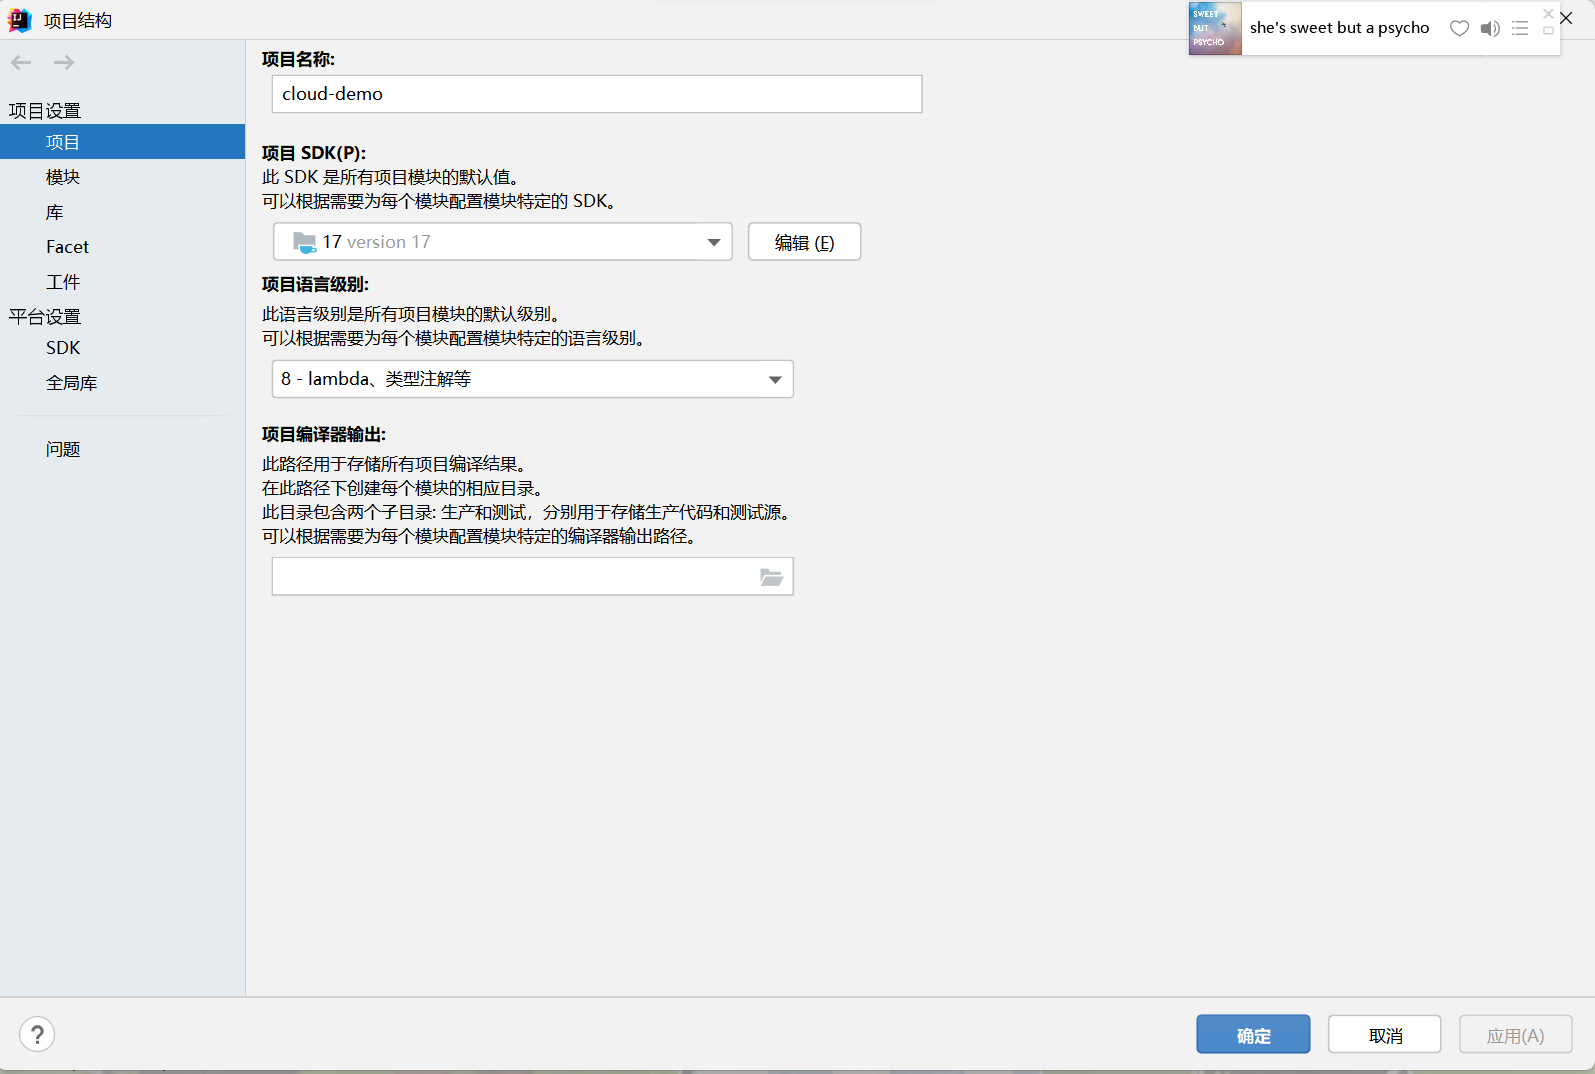 项目结构
SWEET
BUT
PSYCHO
she's sweet but a psycho
项目设置
项目
模块
库
Facet
工件
平台设置
SDK
全局库
问题
项目名称:
cloud-demo
项目 SDK(P):
此 SDK 是所有项目模块的默认值。
可以根据需要为每个模块配置模块特定的 SDK。
17 version 17
编辑 (E)
项目语言级别:
此语言级别是所有项目模块的默认级别。
可以根据需要为每个模块配置模块特定的语言级别。
8 - lambda、类型注解等
项目编译器输出:
此路径用于存储所有项目编译结果。
在此路径下创建每个模块的相应目录。
此目录包含两个子目录: 生产和测试，分别用于存储生产代码和测试源。
可以根据需要为每个模块配置模块特定的编译器输出路径。
?
确定
取消
应用(A)